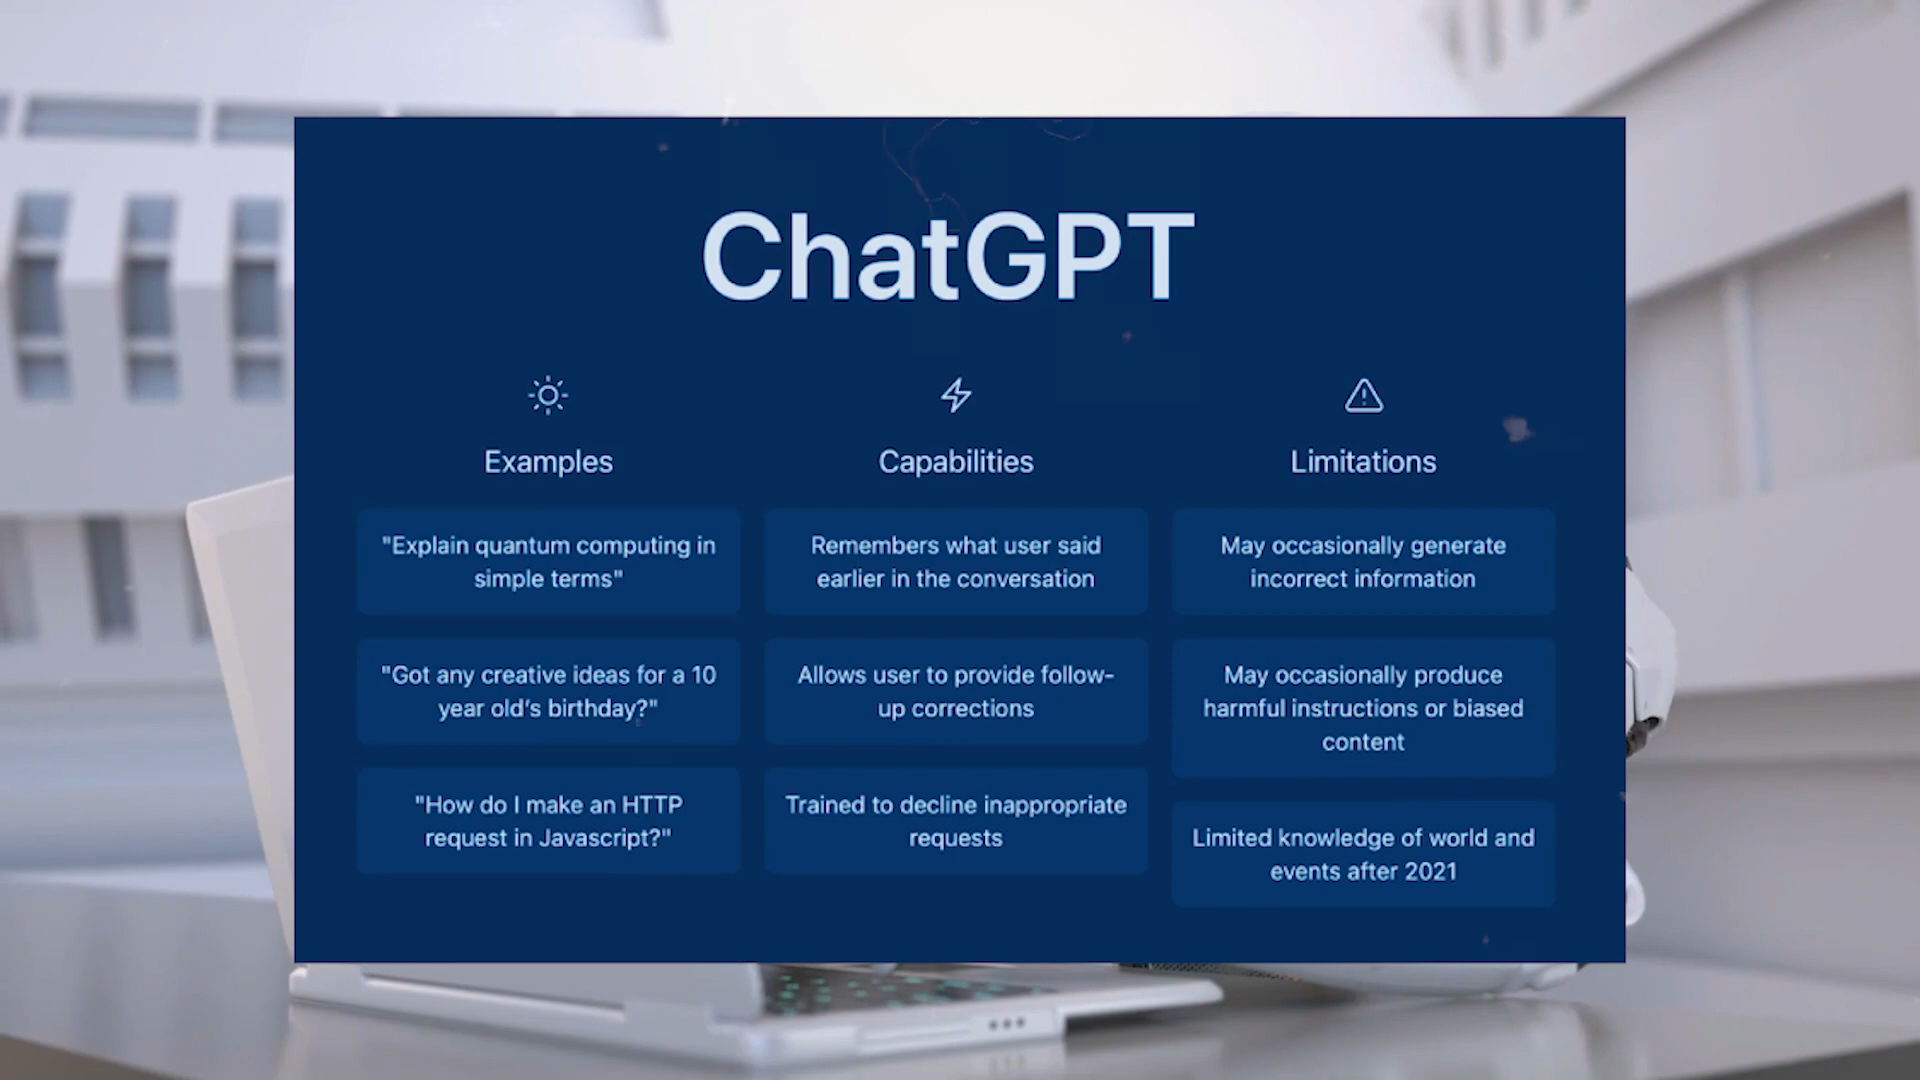 ChatGPT
Examples
"Explain quantum computing in
simple terms"
"Got any creative ideas for a 10
year old's birthday?"
"How do I make an HTTP
request in Javascript?"
Capabilities
Remembers what user said
earlier in the conversation
Allows user to provide follow-
up corrections
Trained to decline inappropriate
requests
Limitations
May occasionally generate
incorrect information
May occasionally produce
harmful instructions or biased
content
Limited knowledge of world and
events after 2021